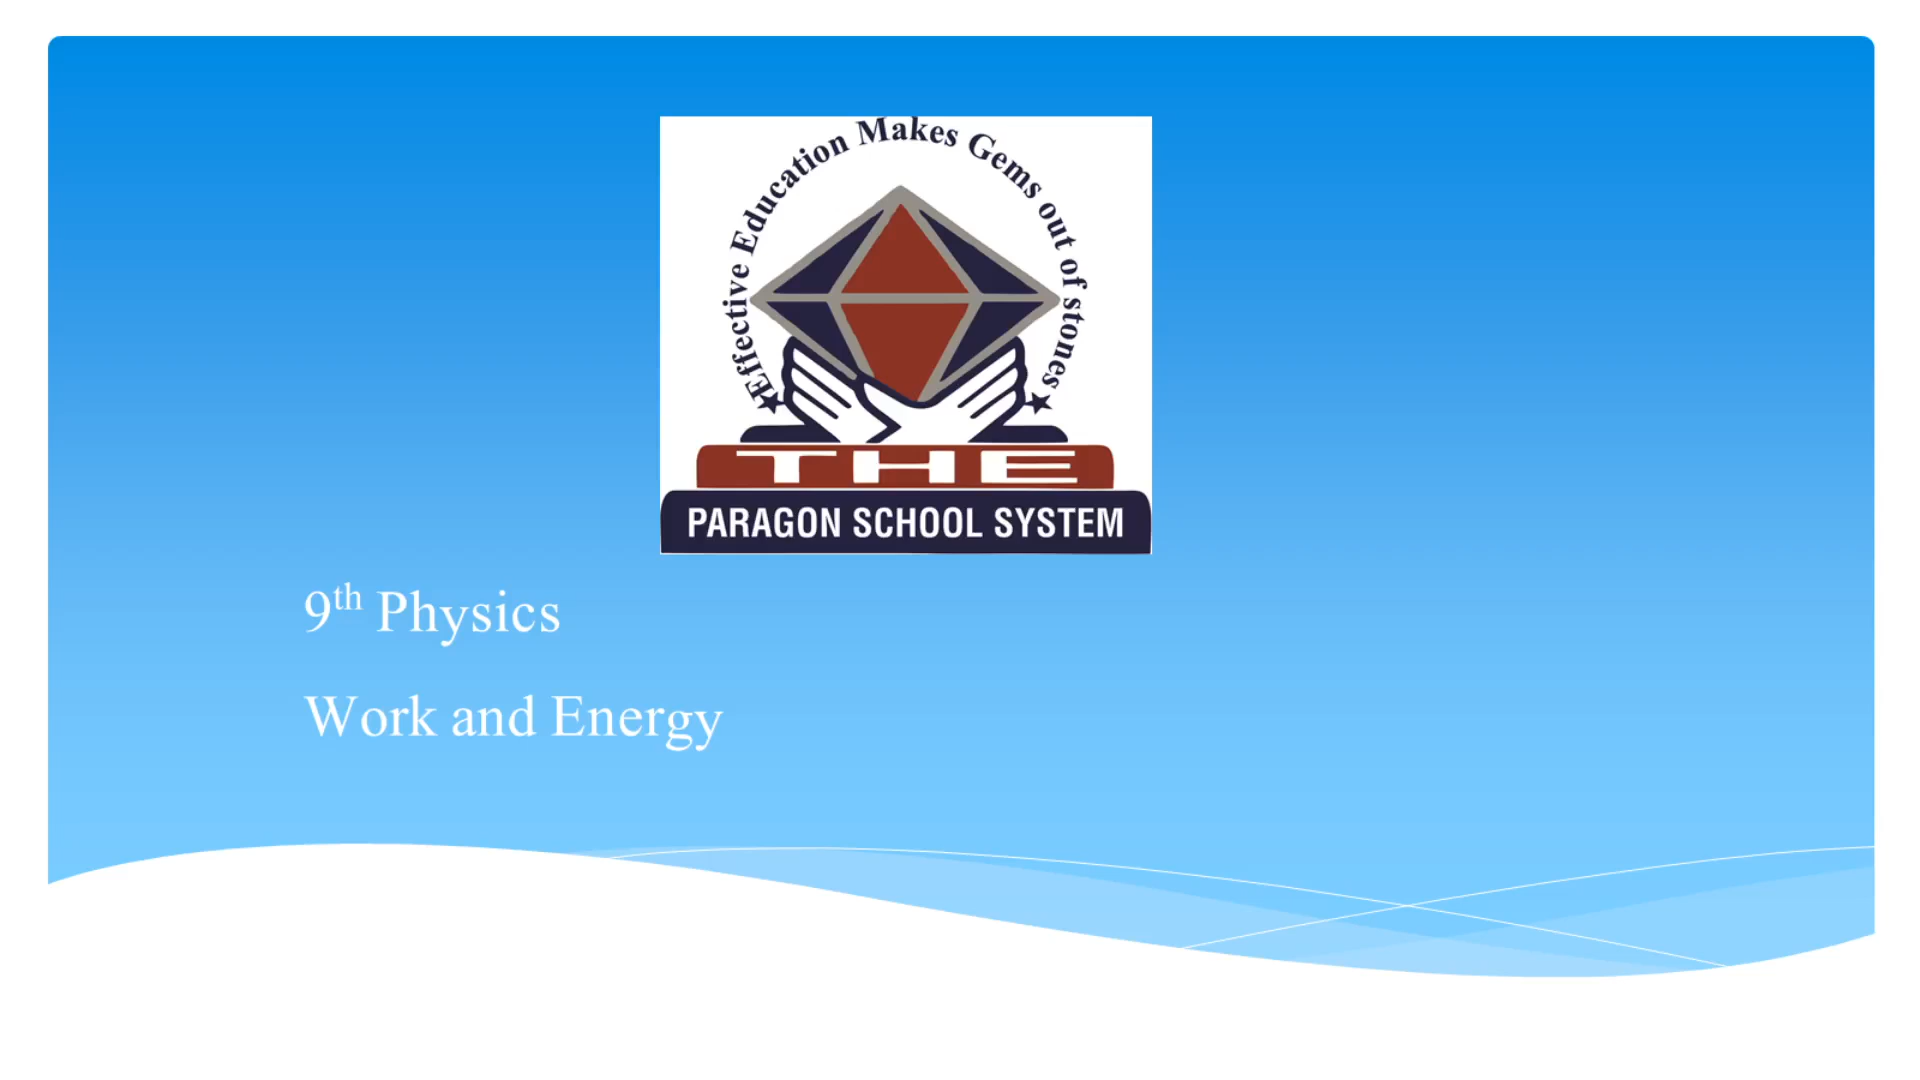 Effective Education Makes Gems out of stones
THE
PARAGON SCHOOL SYSTEM
9th Physics
Work and Energy